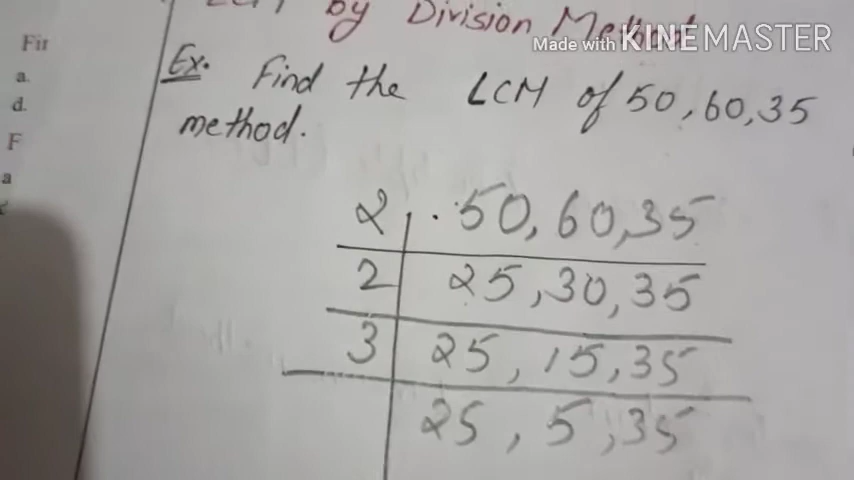 by Division Method
Made with KINEMASTER
Fir
a.
d.
F
a
Ex. Find the LCM of 50, 60, 35
method.
2 50, 60, 35
2 25, 30, 35
3 25, 15, 35
25, 5, 35